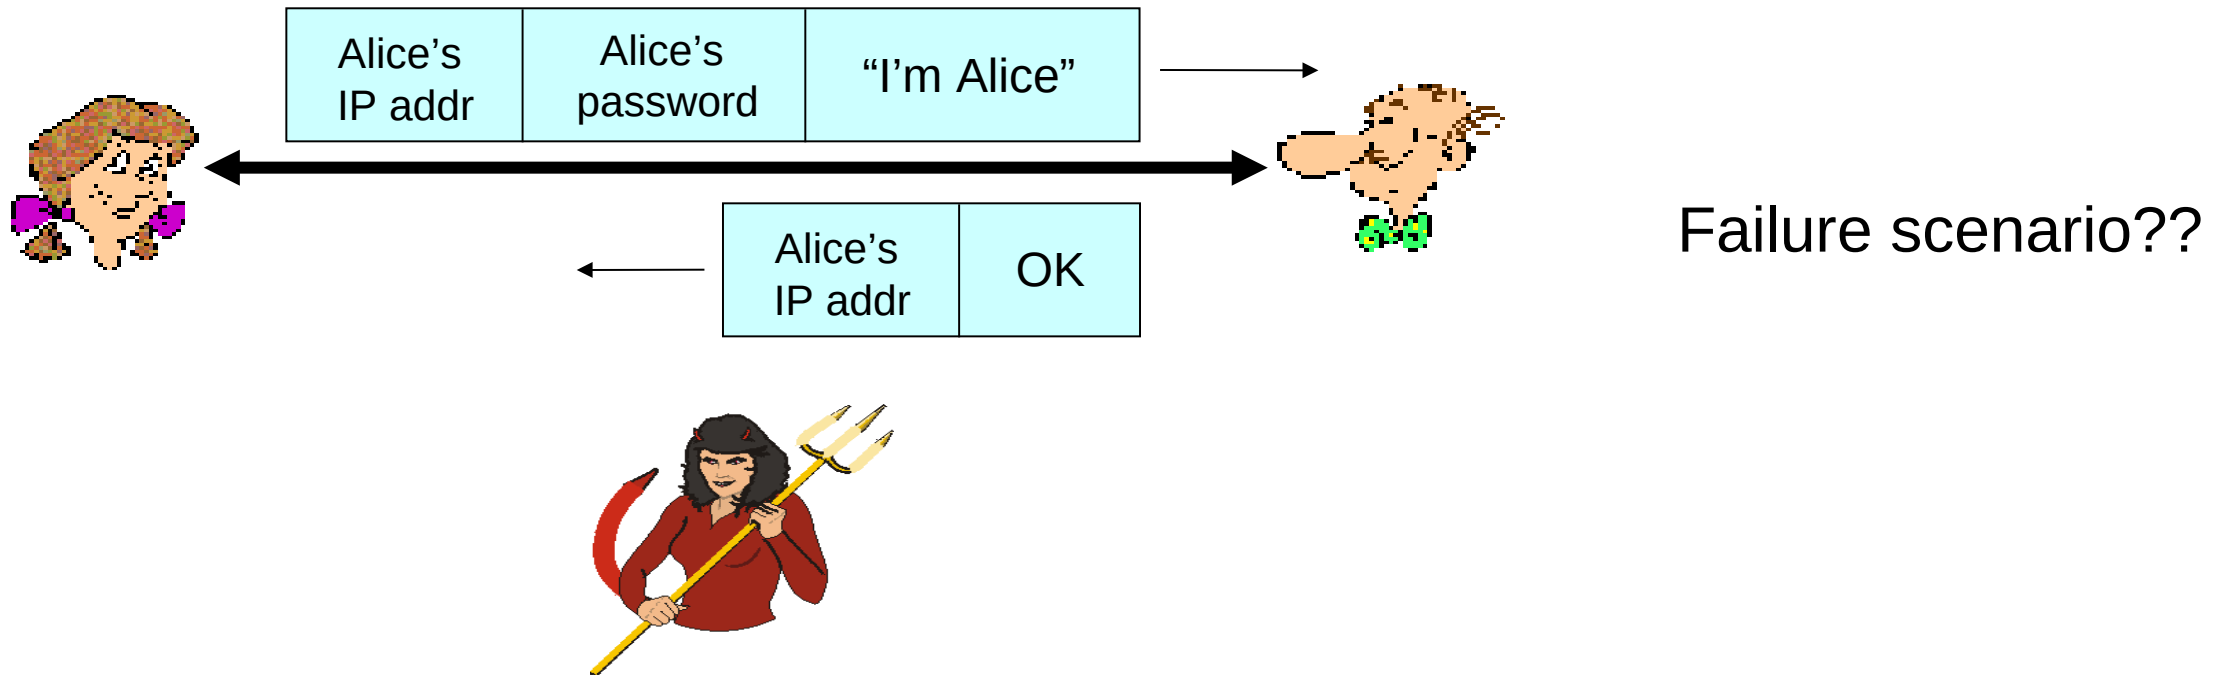 Alice’s
IP addr
Alice’s
password
“I’m Alice”
Alice’s
IP addr
OK
Failure scenario??